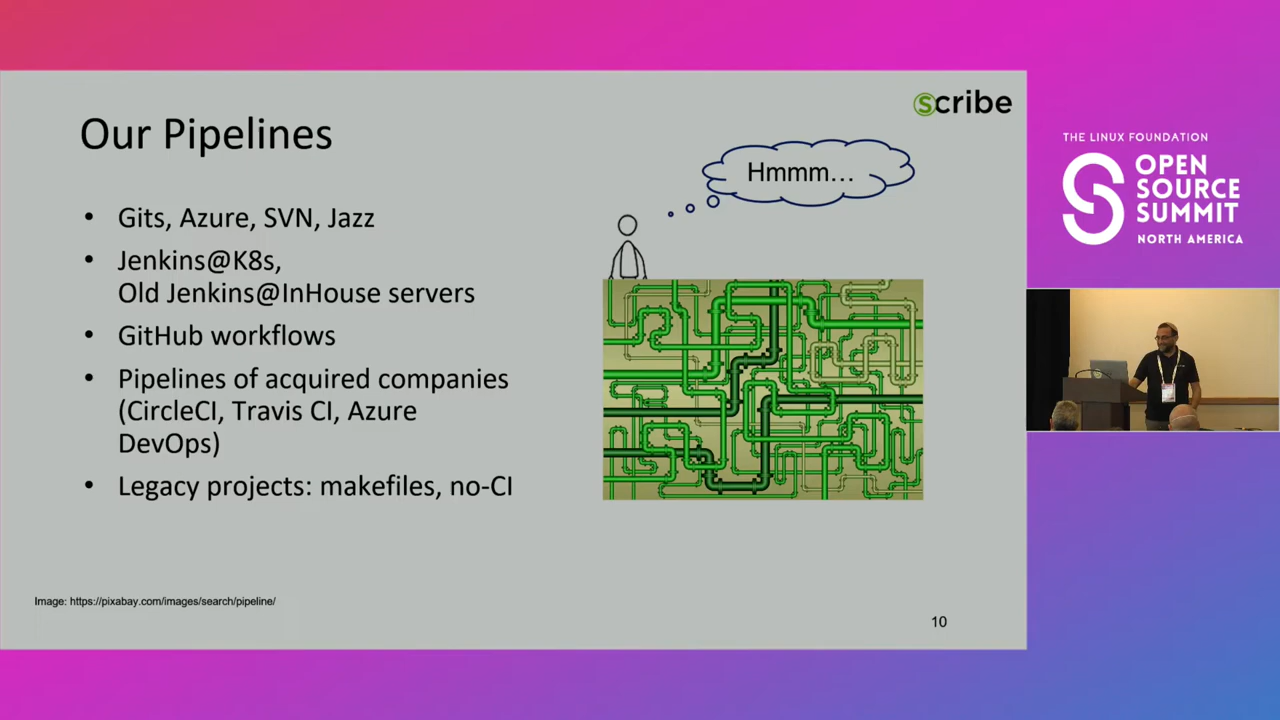 scribe
Our Pipelines
Hmmm...
• Gits, Azure, SVN, Jazz
• Jenkins@K8s,
Old Jenkins@InHouse servers
• GitHub workflows
• Pipelines of acquired companies
(CircleCI, Travis CI, Azure
DevOps)
• Legacy projects: makefiles, no-CI
Image: https://pixabay.com/images/search/pipeline/
10
THE LINUX FOUNDATION
OPEN
SOURCE
SUMMIT
NORTH AMERICA